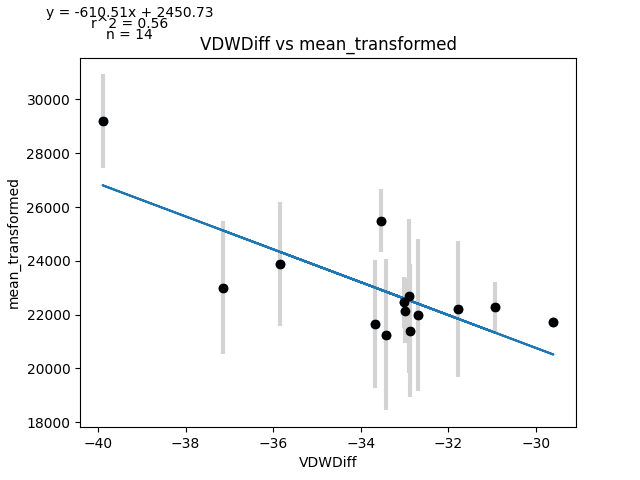 y = -610.51x + 2450.73
r^2 = 0.56
n = 14
VDWDiff vs mean_transformed
mean_transformed
30000
28000
26000
24000
22000
20000
18000
−40
−38
−36
−34
−32
−30
VDWDiff